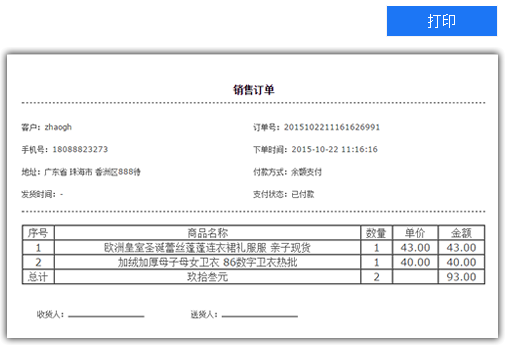 打印
销售订单
客户：zhaogh 订单号：2015102211161626991
手机号：18088823273 下单时间：2015-10-22 11:16:16
地址：广东省 珠海市 香洲区888待 付款方式：余额支付
发货时间：- 支付状态：已付款
序号 商品名称 数量 单价 金额
1 欧洲皇室圣诞蕾丝蓬蓬连衣裙礼服服 亲子现货 1 43.00 43.00
2 加绒加厚母子母女卫衣 86数字卫衣热批 1 40.00 40.00
总计 玖拾叁元 2 93.00
收货人： 送货人：